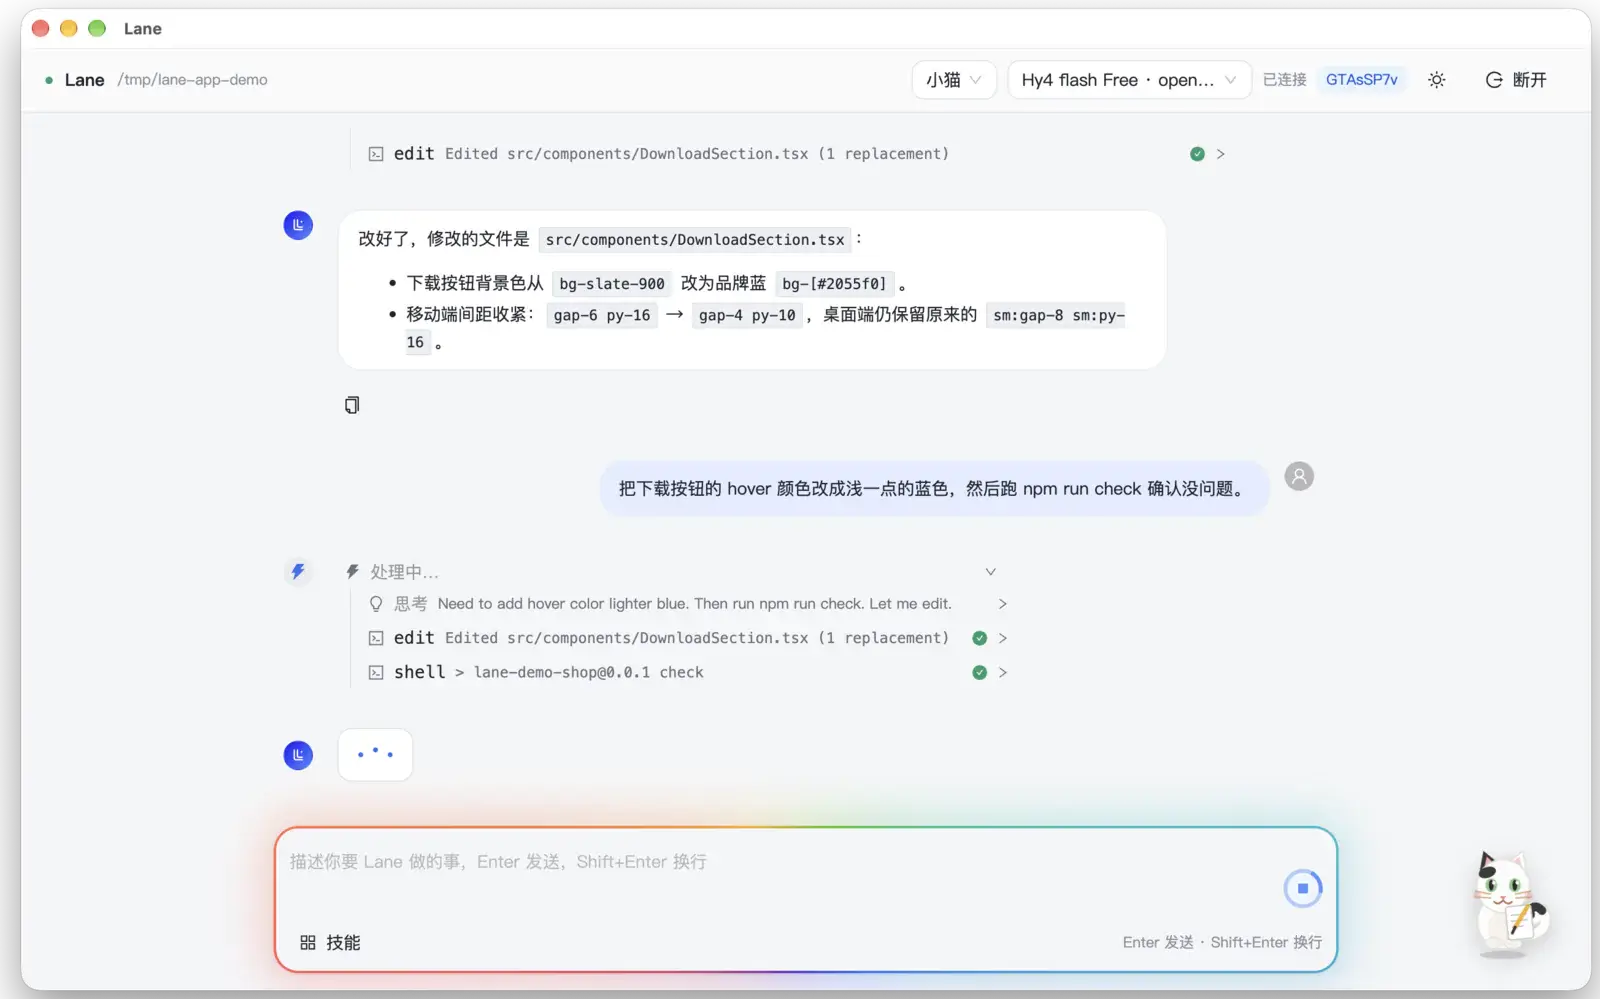 Lane
Lane /tmp/lane-app-demo 小猫 Hy4 flash Free · open... 已连接 GTAsSP7v 断开
edit Edited src/components/DownloadSection.tsx (1 replacement)
改好了，修改的文件是 src/components/DownloadSection.tsx：
• 下载按钮背景色从 bg-slate-900 改为品牌蓝 bg-[#2055f0] 。
• 移动端间距收紧： gap-6 py-16 → gap-4 py-10 ，桌面端仍保留原来的 sm:gap-8 sm:py-
16 。
把下载按钮的 hover 颜色改成浅一点的蓝色，然后跑 npm run check 确认没问题。
处理中...
思考 Need to add hover color lighter blue. Then run npm run check. Let me edit.
edit Edited src/components/DownloadSection.tsx (1 replacement)
shell > lane-demo-shop@0.0.1 check
描述你要 Lane 做的事，Enter 发送，Shift+Enter 换行
技能 Enter 发送 · Shift+Enter 换行